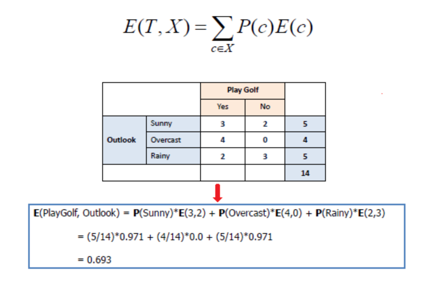 E(T, X) = ∑ P(c)E(c)
c∈X
Play Golf
Yes No
Sunny 3 2 5
Outlook Overcast 4 0 4
Rainy 2 3 5
14
E(PlayGolf, Outlook) = P(Sunny)*E(3,2) + P(Overcast)*E(4,0) + P(Rainy)*E(2,3)
= (5/14)*0.971 + (4/14)*0.0 + (5/14)*0.971
= 0.693